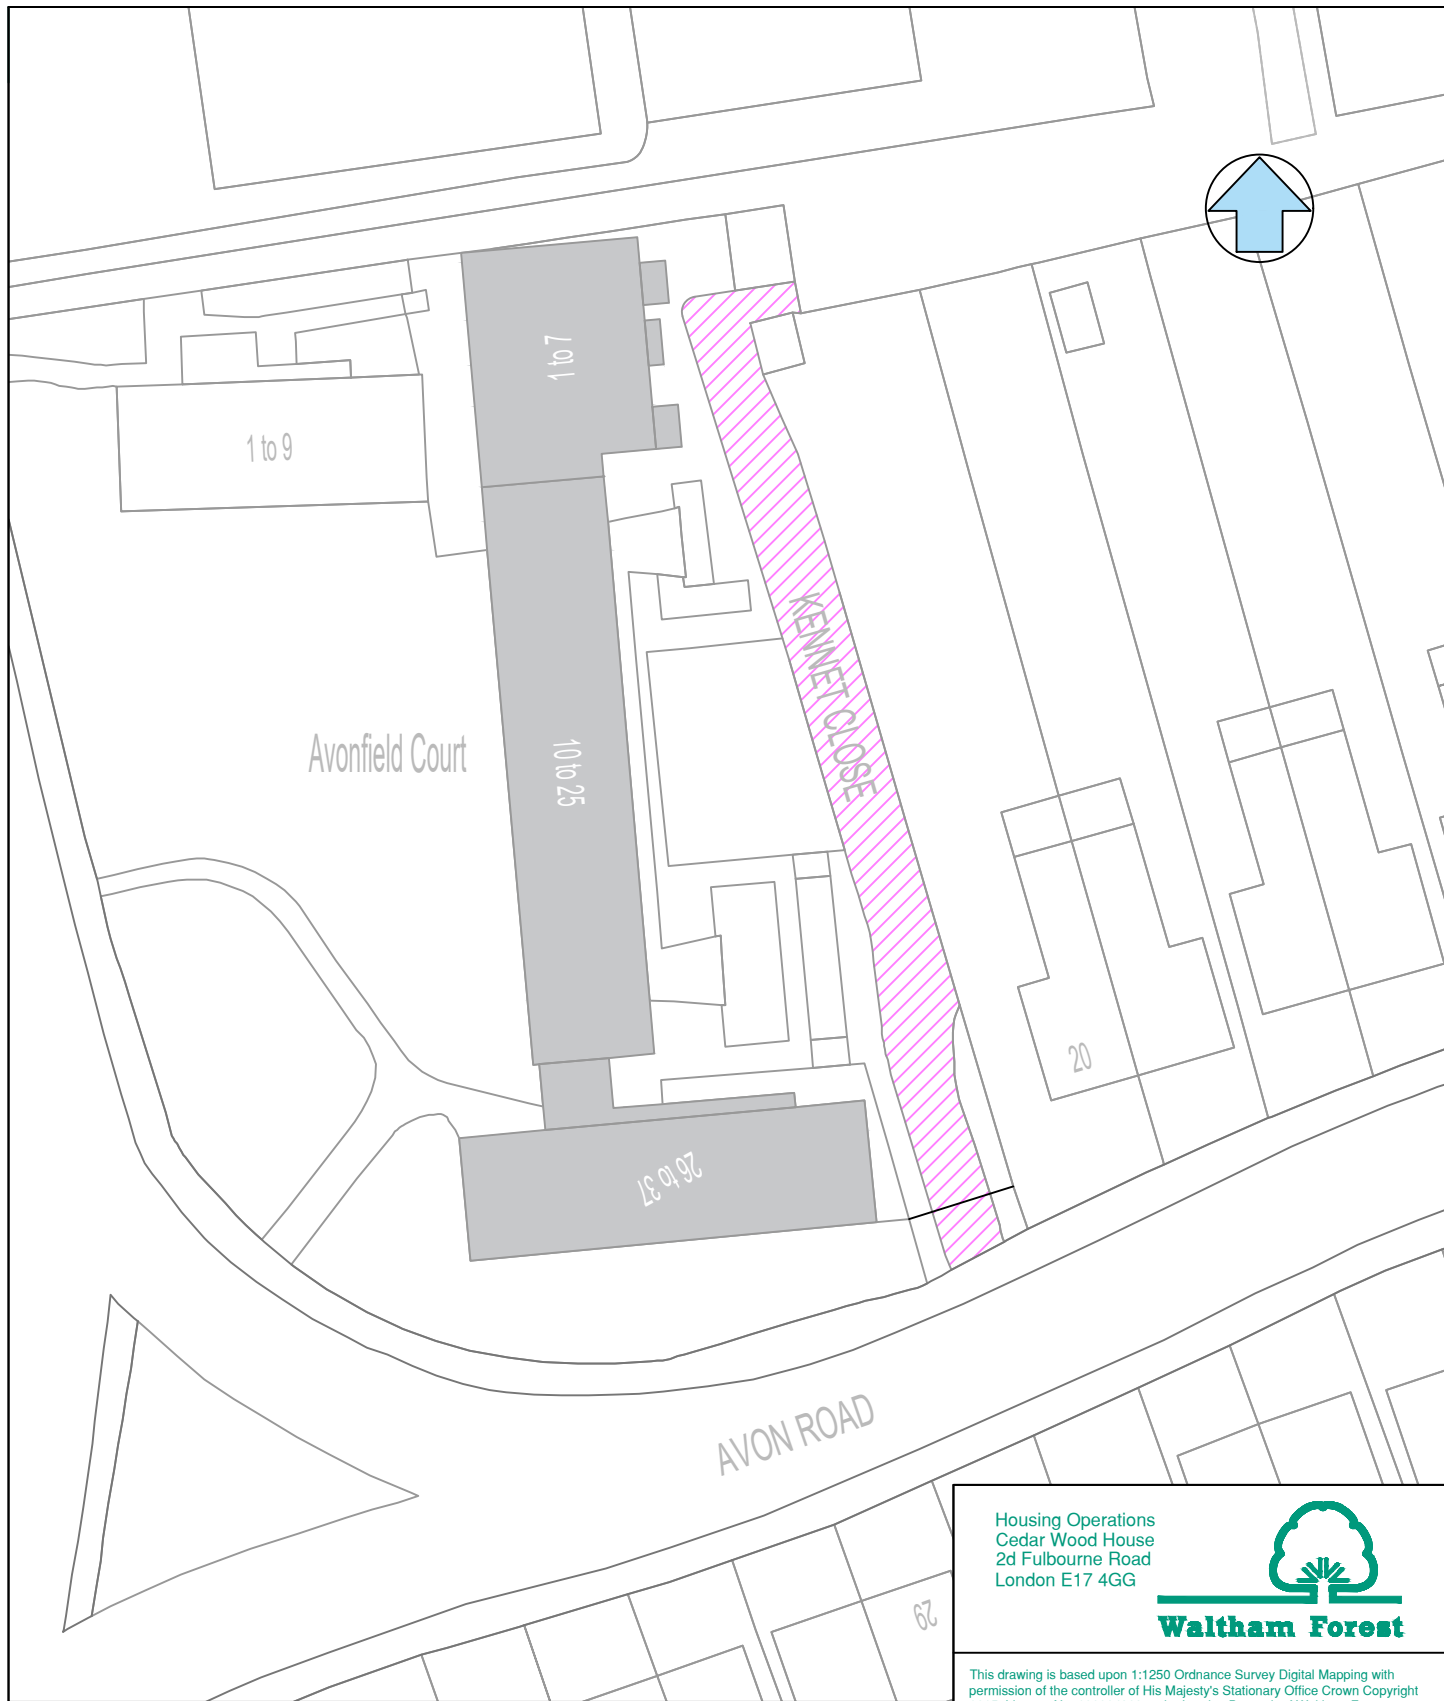 1 to 7
1 to 9
KENNET CLOSE
Avonfield Court
10 to 25
20
26 to 37
AVON ROAD
29
Housing Operations
Cedar Wood House
2d Fulbourne Road
London E17 4GG
Waltham Forest
This drawing is based upon 1:1250 Ordnance Survey Digital Mapping with
permission of the controller of His Majesty's Stationary Office Crown Copyright